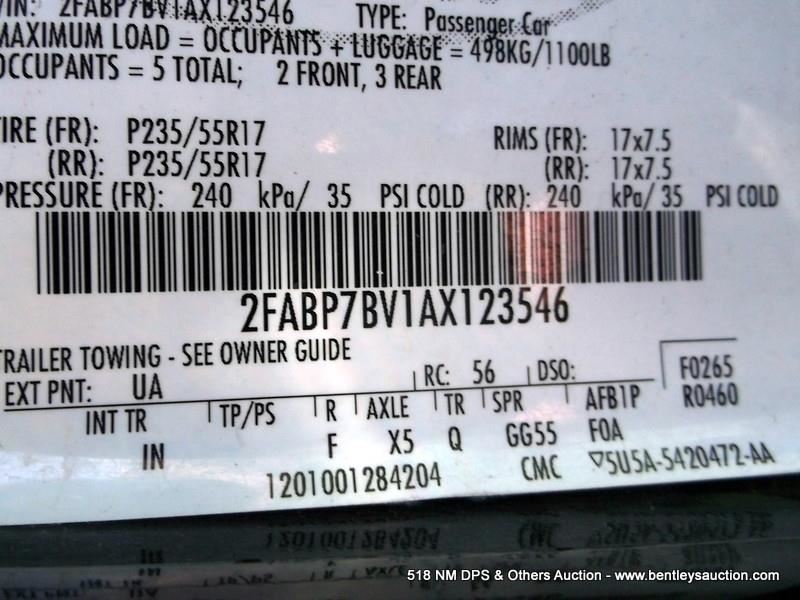 VIN: 2FABP7BV1AX123546 TYPE: Passenger Car
MAXIMUM LOAD = OCCUPANTS + LUGGAGE = 498KG/1100LB
OCCUPANTS = 5 TOTAL; 2 FRONT, 3 REAR
TIRE (FR): P235/55R17 RIMS (FR): 17x7.5
(RR): P235/55R17 (RR): 17x7.5
PRESSURE (FR): 240 kPa/ 35 PSI COLD (RR): 240 kPa/ 35 PSI COLD
2FABP7BV1AX123546
TRAILER TOWING - SEE OWNER GUIDE
EXT PNT: UA RC: 56 DSO: F0265
INT TR TP/PS R AXLE TR SPR AFB1P R0460
IN F X5 Q GG55 FOA
1201001284204 CMC ▽5U5A-5420472-AA
518 NM DPS & Others Auction - www.bentleysauction.com